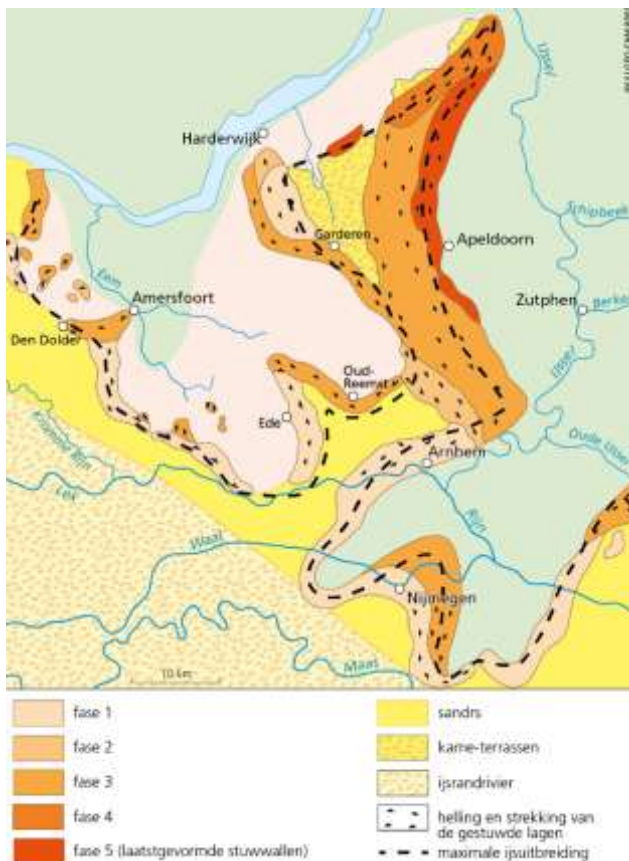 IJssel
Harderwijk
Schipbeek
Garderen
Apeldoorn
Eem
Amersfoort
Zutphen
Den Dolder
IJssel
Oud-
Reemst
Ede
Kromme Rijn
Oude IJssel
Arnhem
Lek
Rijn
Waal
Nijmegen
Maas
10 km
fase 1
fase 2
fase 3
fase 4
fase 5 (laatstgevormde stuwwallen)
sandrs
kame-terrassen
ijsrandrivier
helling en strekking van
de gestuwde lagen
maximale ijsuitbreiding